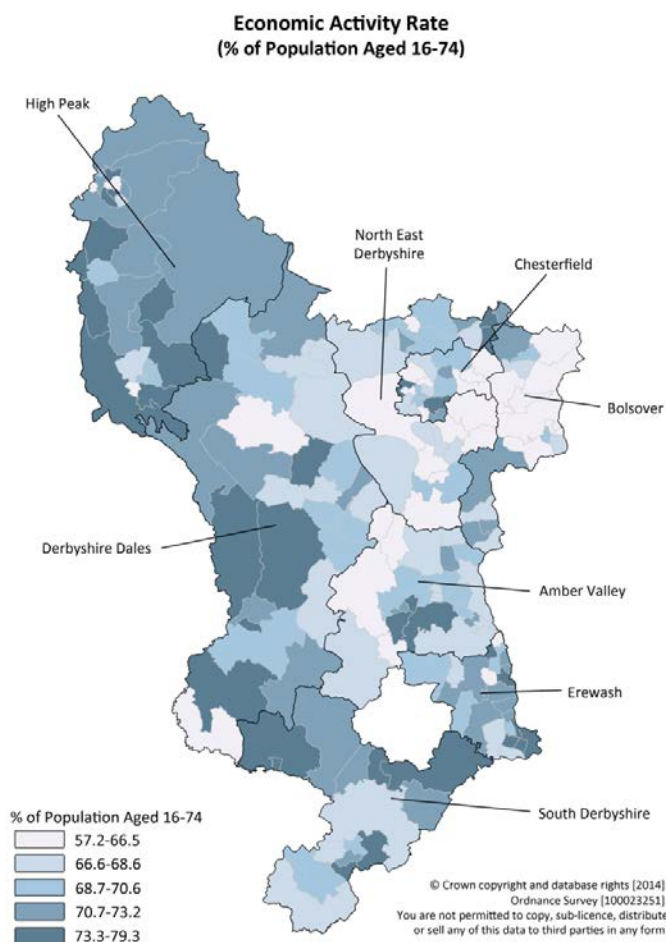 Economic Activity Rate
(% of Population Aged 16-74)
High Peak
North East
Derbyshire
Chesterfield
Bolsover
Derbyshire Dales
Amber Valley
Erewash
South Derbyshire
% of Population Aged 16-74
57.2-66.5
66.6-68.6
68.7-70.6
70.7-73.2
73.3-79.3
© Crown copyright and database rights [2014]
Ordnance Survey [100023251]
You are not permitted to copy, sub-licence, distribute
or sell any of this data to third parties in any form